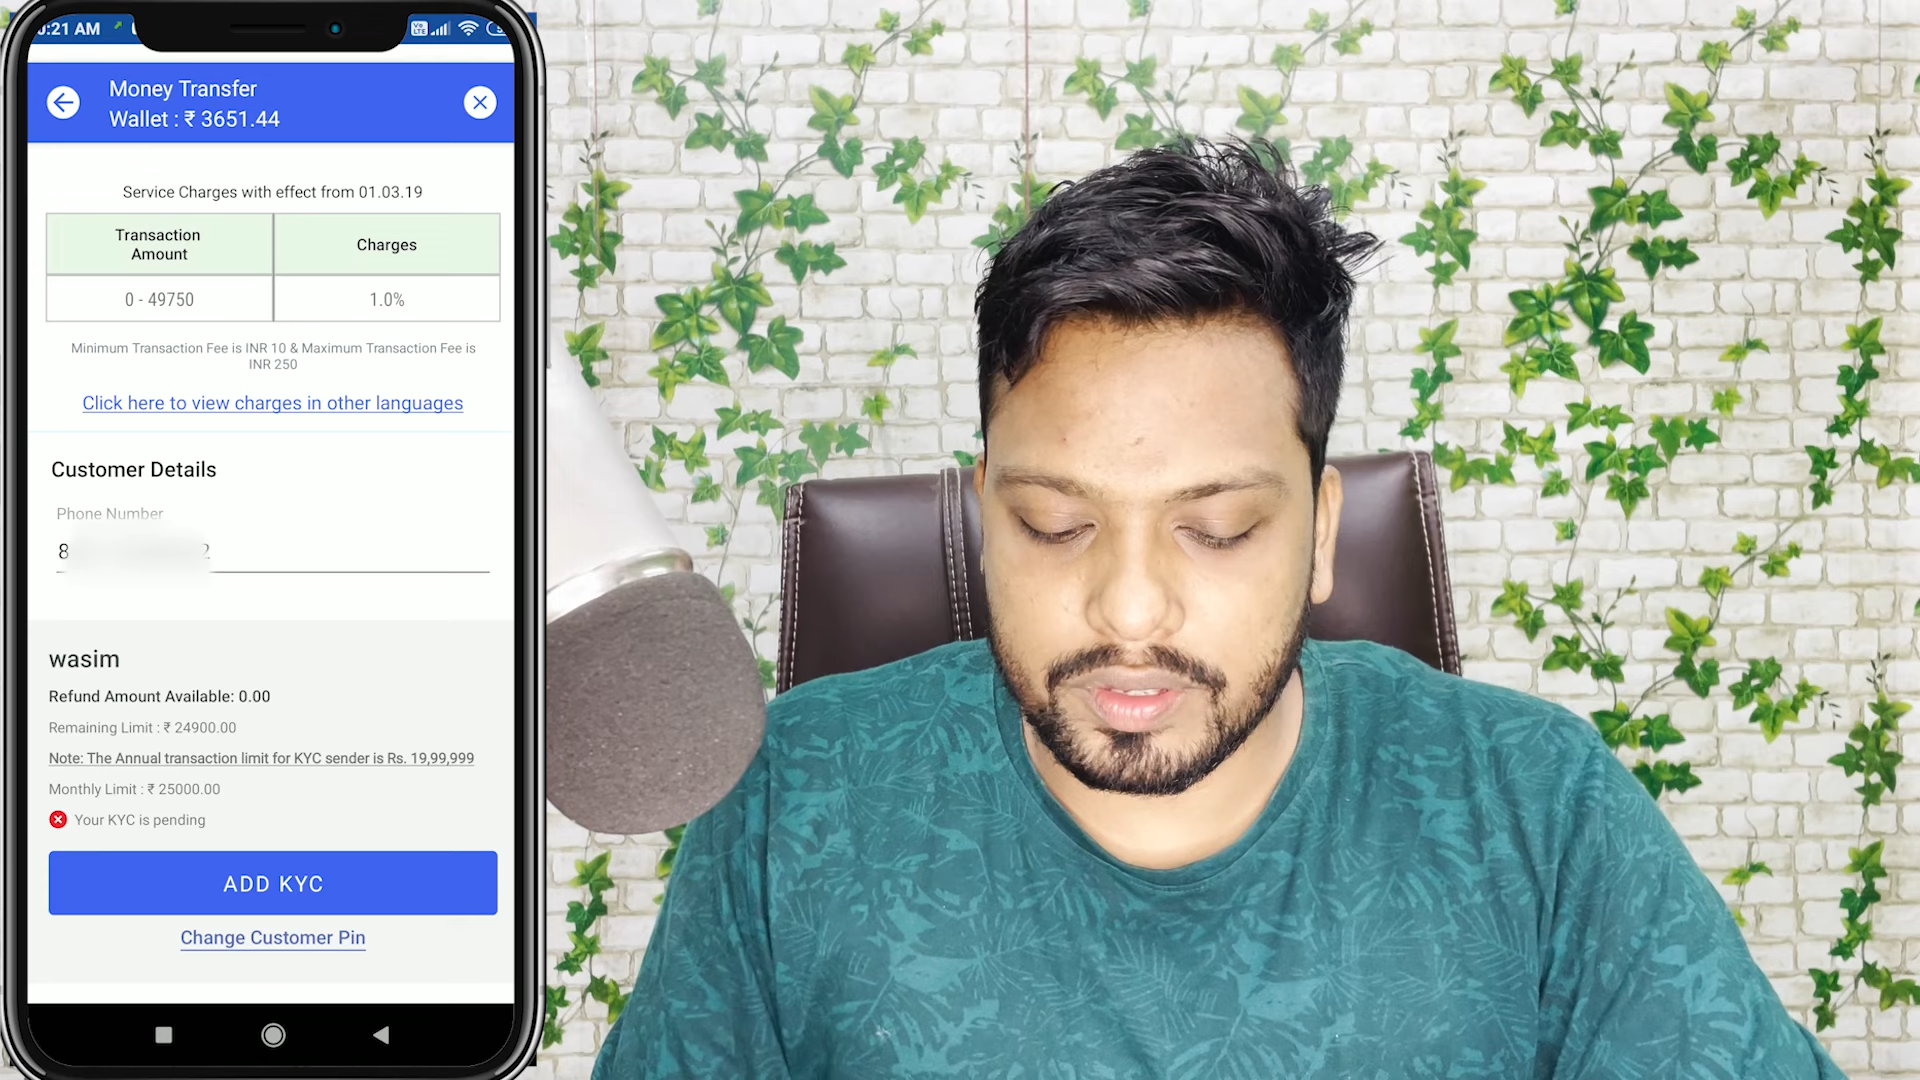 :21 AM
Money Transfer
Wallet : ₹ 3651.44
Service Charges with effect from 01.03.19
Transaction
Amount
Charges
0 - 49750
1.0%
Minimum Transaction Fee is INR 10 & Maximum Transaction Fee is
INR 250
Click here to view charges in other languages
Customer Details
Phone Number
8 2
wasim
Refund Amount Available: 0.00
Remaining Limit : ₹ 24900.00
Note: The Annual transaction limit for KYC sender is Rs. 19,99,999
Monthly Limit : ₹ 25000.00
Your KYC is pending
ADD KYC
Change Customer Pin